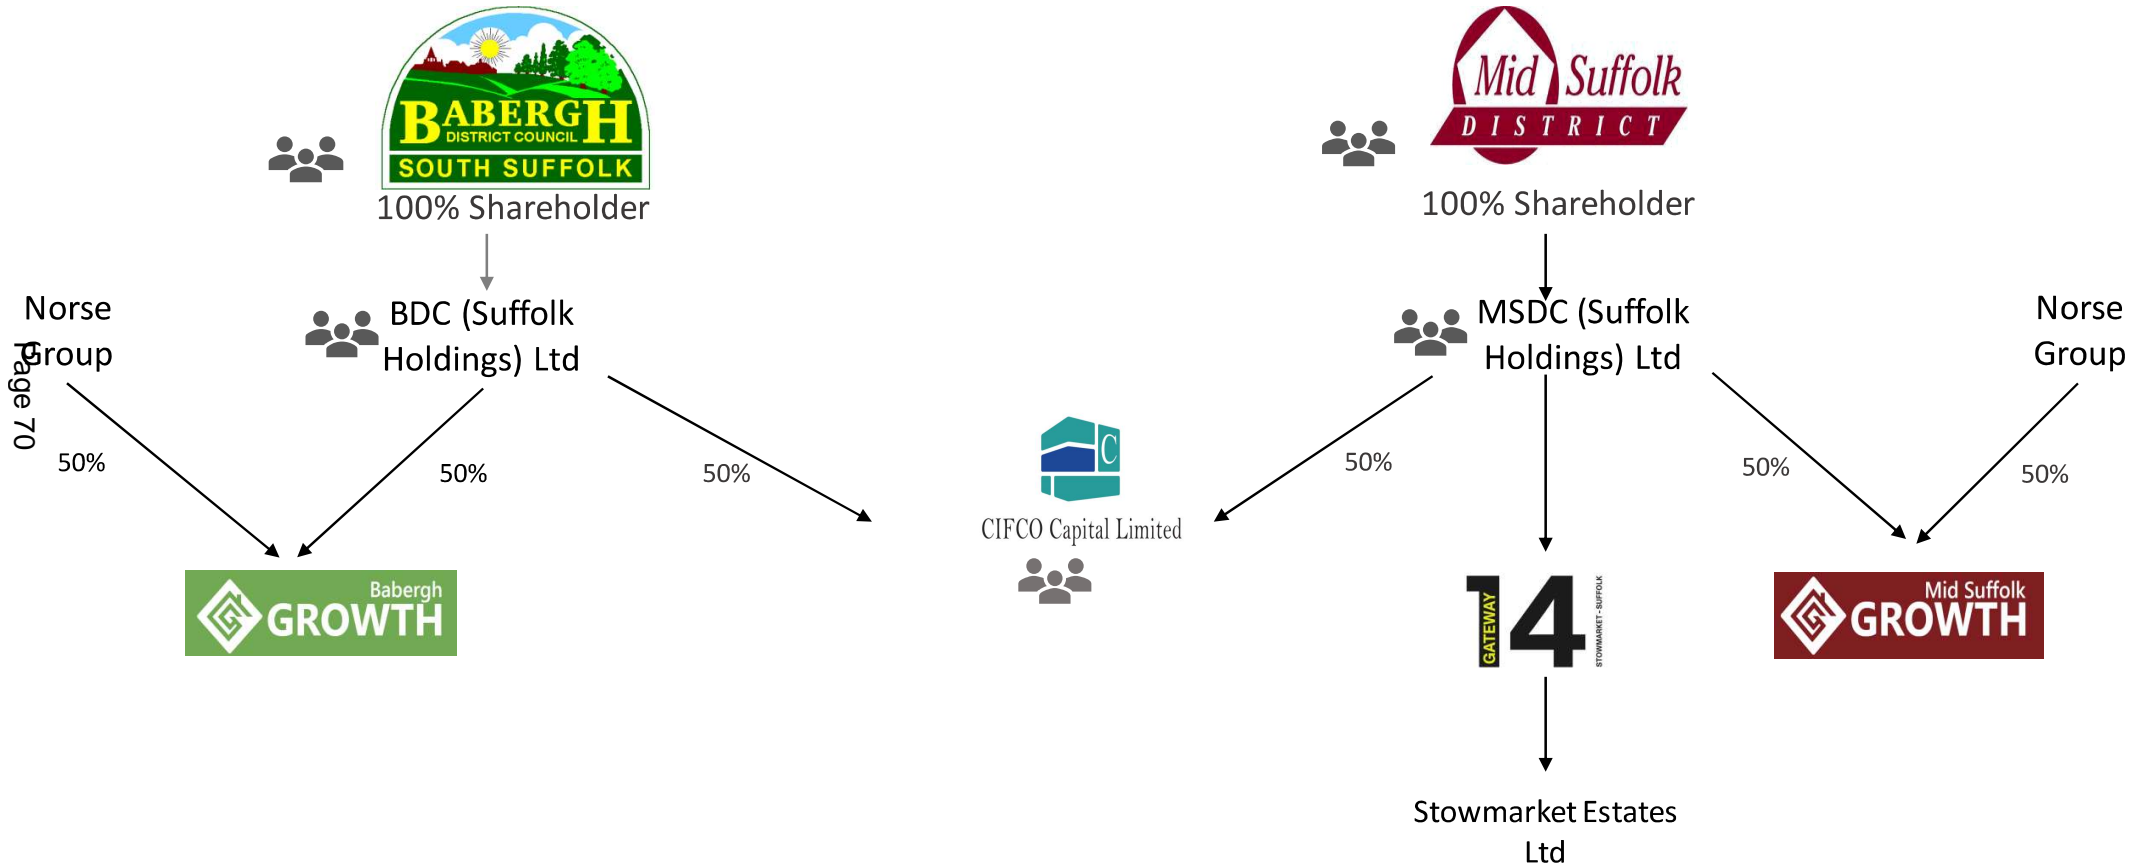 BABERGH
DISTRICT COUNCIL
SOUTH SUFFOLK
100% Shareholder
Mid Suffolk
DISTRICT
100% Shareholder
Norse
Group
Page 70
BDC (Suffolk
Holdings) Ltd
MSDC (Suffolk
Holdings) Ltd
Norse
Group
50%
50%
50%
50%
50%
50%
C
CIFCO Capital Limited
Babergh
GROWTH
GATEWAY
14
STOWMARKET - SUFFOLK
Mid Suffolk
GROWTH
Stowmarket Estates
Ltd